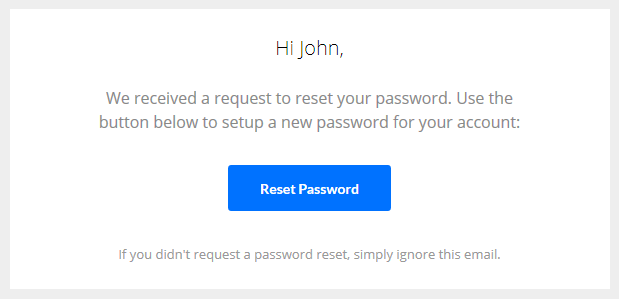 Hi John,
We received a request to reset your password. Use the
button below to setup a new password for your account:
Reset Password
If you didn't request a password reset, simply ignore this email.